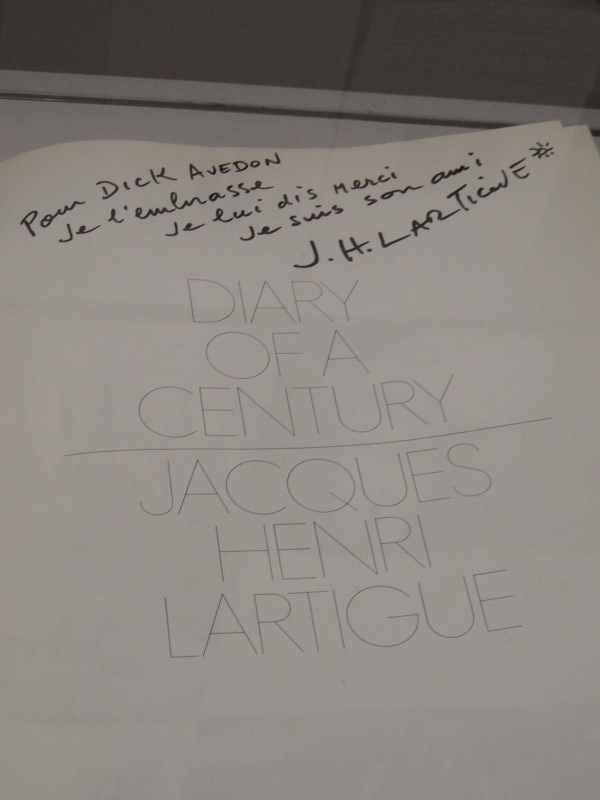 Pour DICK AVEDON
Je l'embrasse
Je lui dis merci
Je suis son ami
J.H. LARTIGUE
DIARY
OF A
CENTURY
JACQUES
HENRI
LARTIGUE